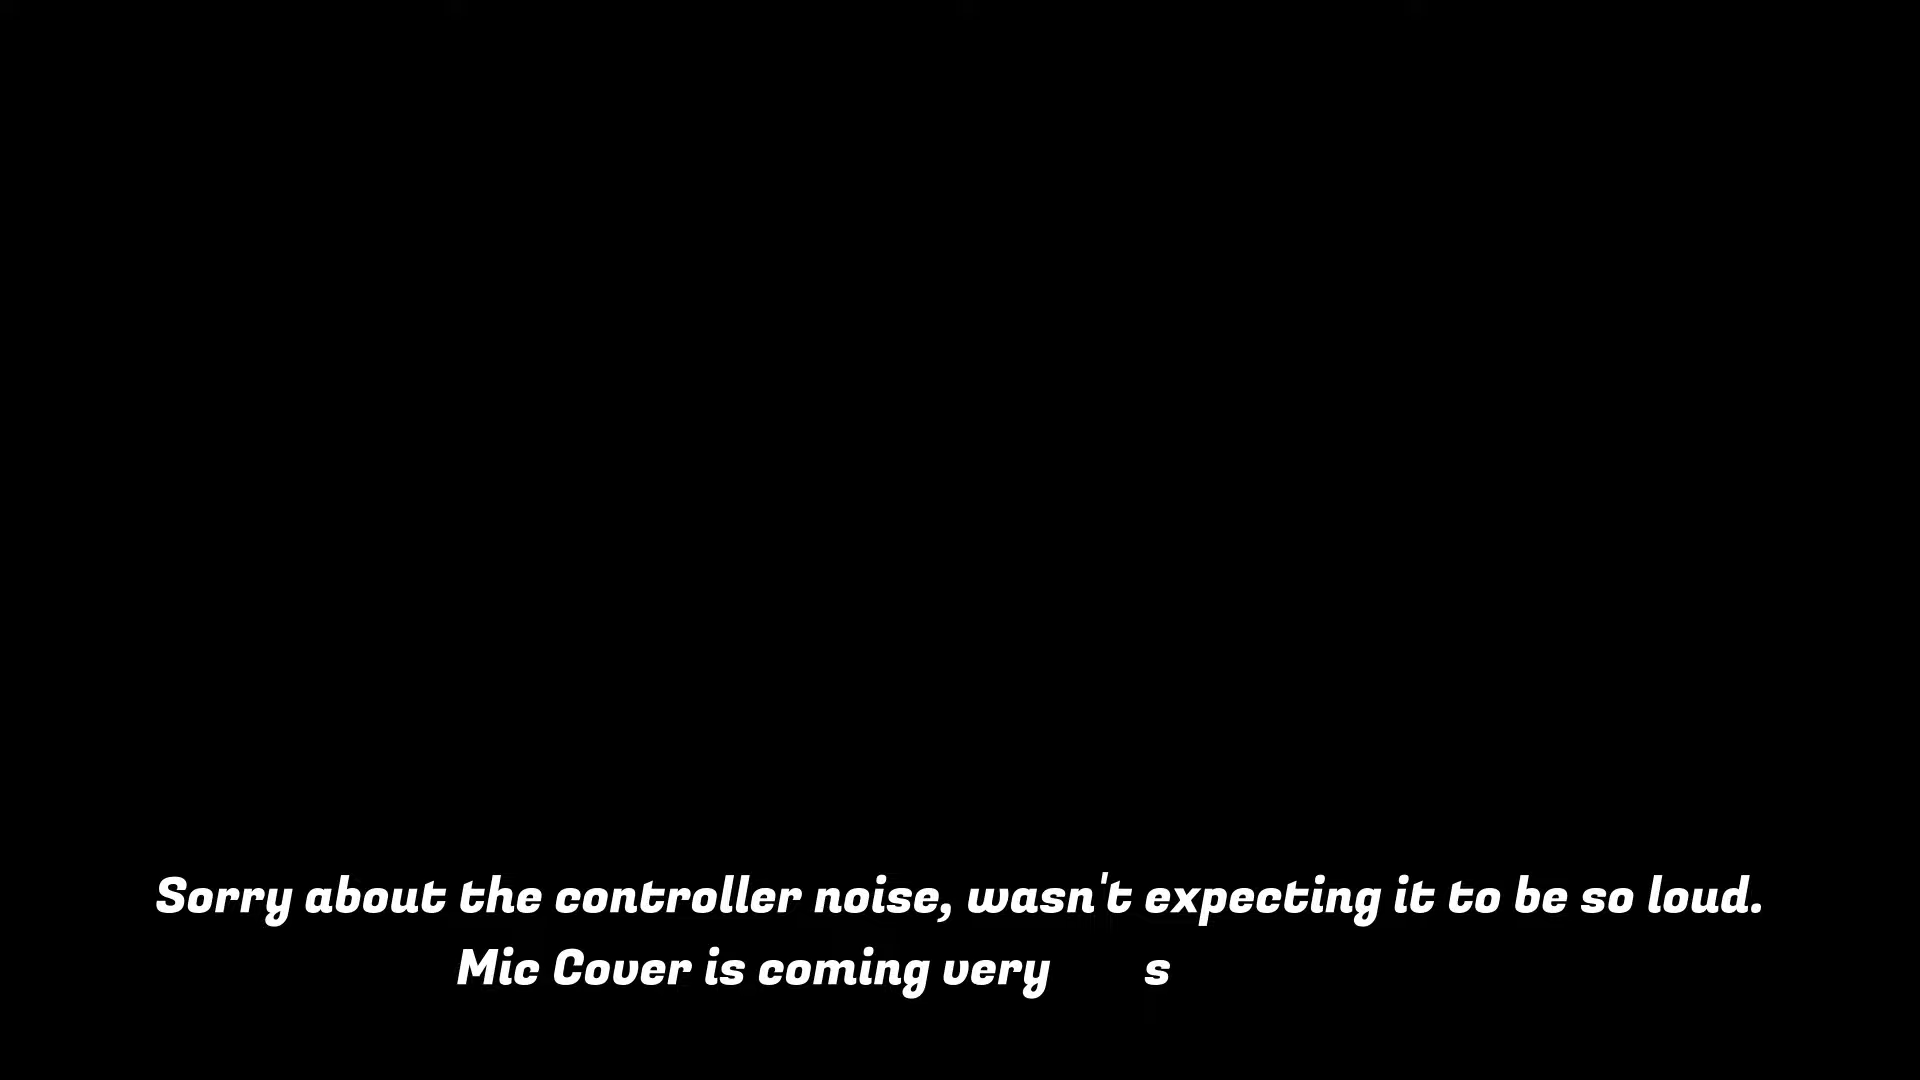 Sorry about the controller noise, wasn't expecting it to be so loud.
Mic Cover is coming very s